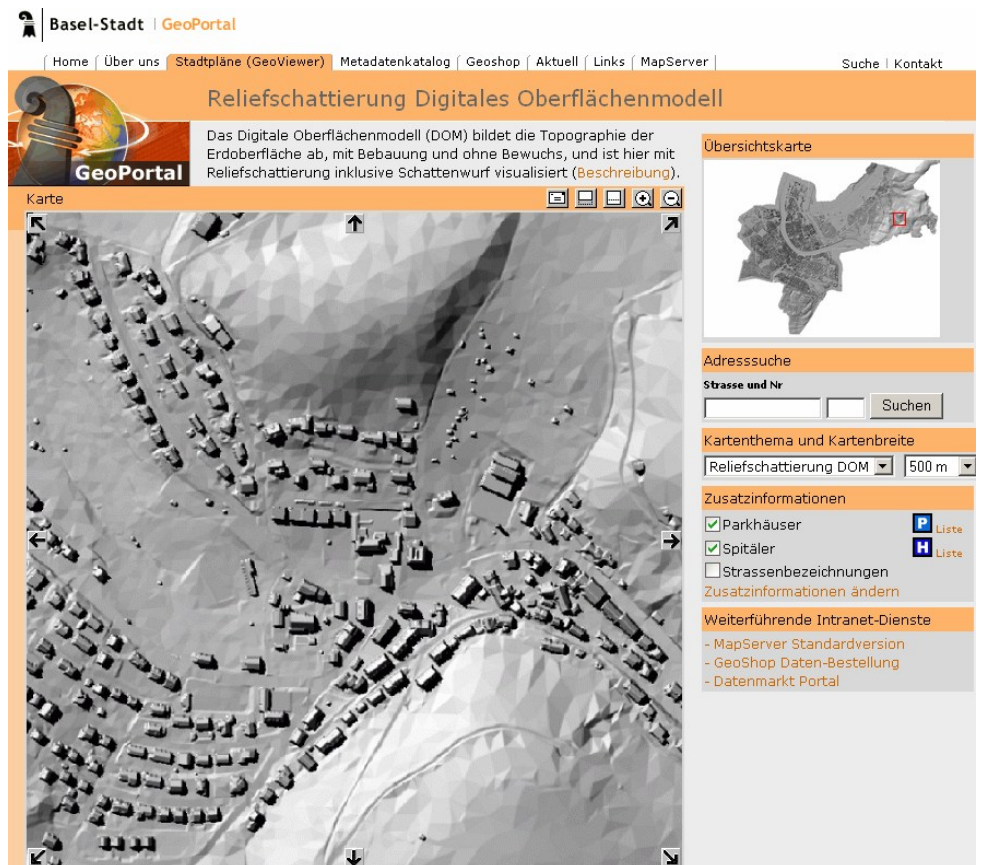 Basel-Stadt | GeoPortal
Home Über uns Stadtpläne (GeoViewer) Metadatenkatalog Geoshop Aktuell Links MapServer
Suche | Kontakt
Reliefschattierung Digitales Oberflächenmodell
GeoPortal
Das Digitale Oberflächenmodell (DOM) bildet die Topographie der
Erdoberfläche ab, mit Bebauung und ohne Bewuchs, und ist hier mit
Reliefschattierung inklusive Schattenwurf visualisiert (Beschreibung).
Karte
Übersichtskarte
Adresssuche
Strasse und Nr
Suchen
Kartenthema und Kartenbreite
Reliefschattierung DOM 500 m
Zusatzinformationen
Parkhäuser P Liste
Spitäler H Liste
Strassenbezeichnungen
Zusatzinformationen ändern
Weiterführende Intranet-Dienste
- MapServer Standardversion
- GeoShop Daten-Bestellung
- Datenmarkt Portal